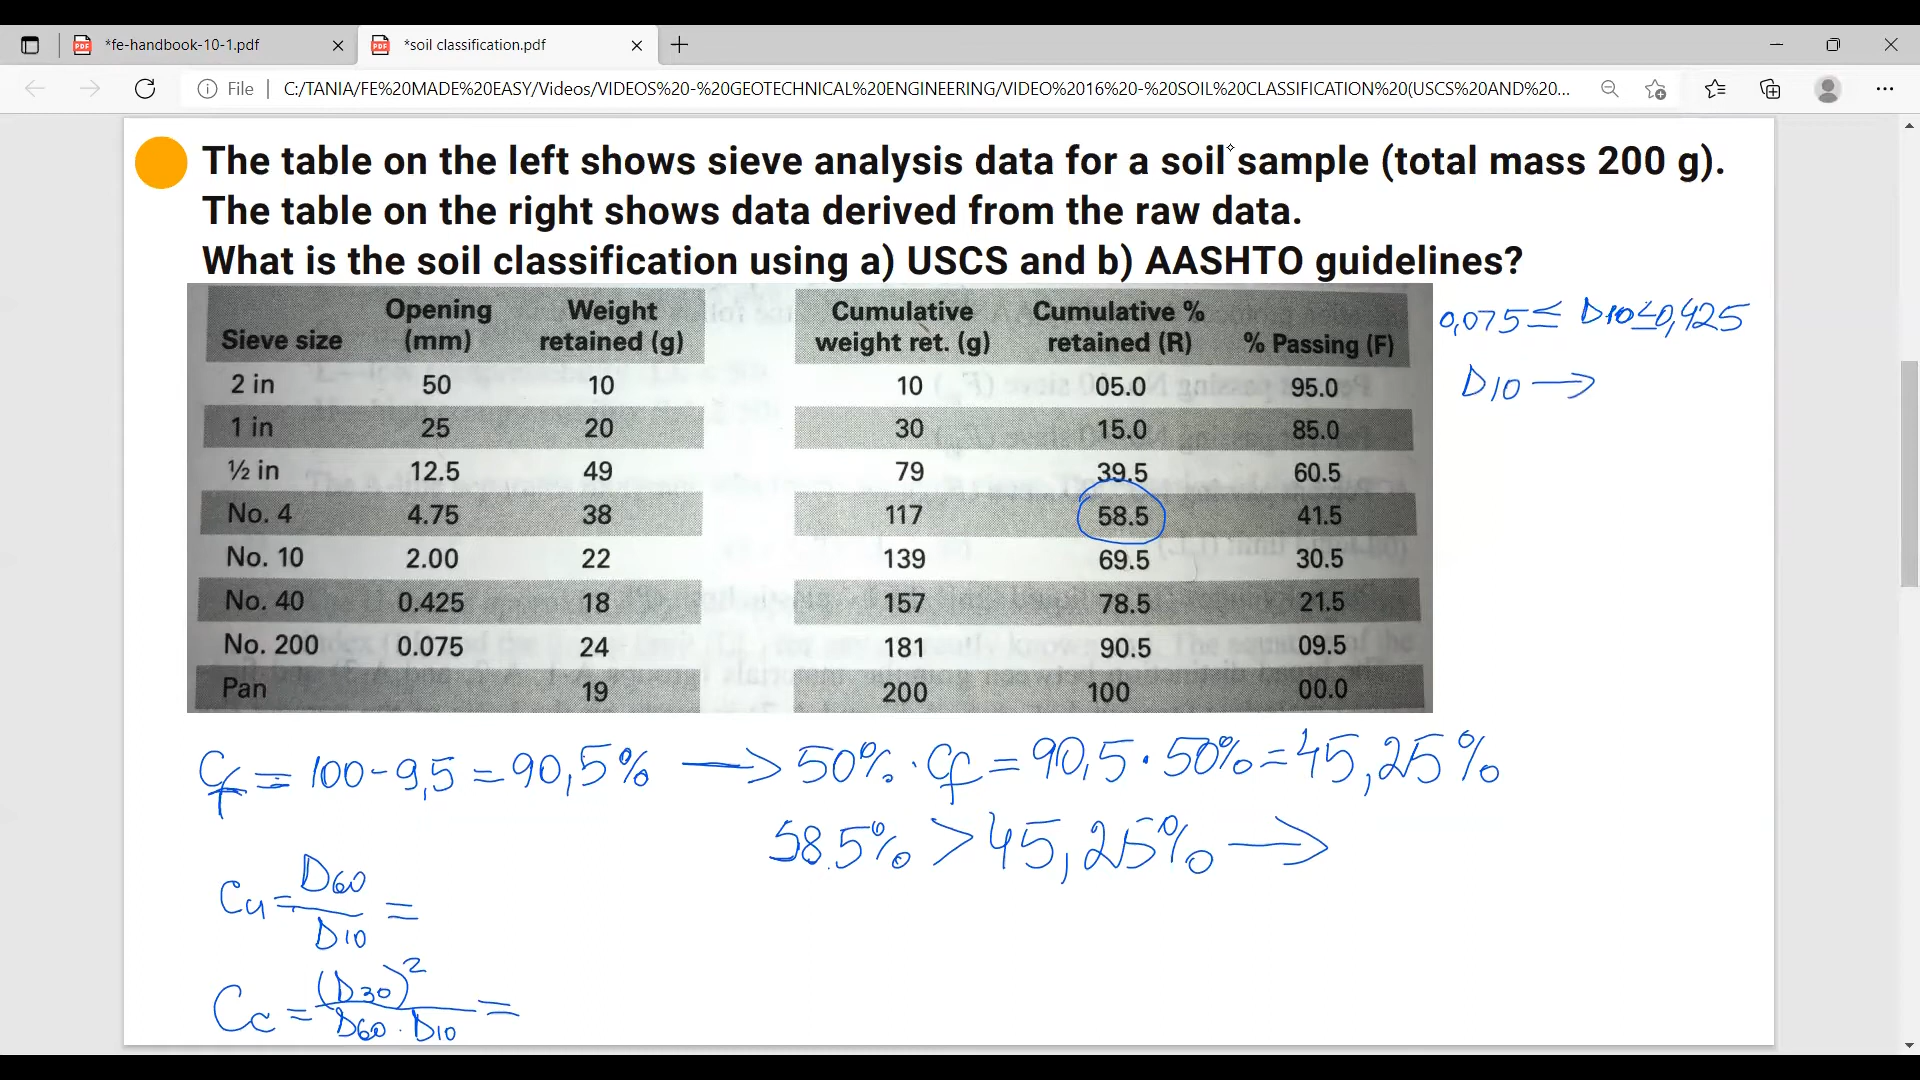 *fe-handbook-10-1.pdf
*soil classification.pdf
File
C:/TANIA/FE%20MADE%20EASY/Videos/VIDEOS%20-%20GEOTECHNICAL%20ENGINEERING/VIDEO%2016%20-%20SOIL%20CLASSIFICATION%20(USCS%20AND%20...
The table on the left shows sieve analysis data for a soil sample (total mass 200 g).
The table on the right shows data derived from the raw data.
What is the soil classification using a) USCS and b) AASHTO guidelines?
Sieve size Opening (mm) Weight retained (g) Cumulative weight ret. (g) Cumulative % retained (R) % Passing (F)
2 in 50 10 10 05.0 95.0
1 in 25 20 30 15.0 85.0
½ in 12.5 49 79 39.5 60.5
No. 4 4.75 38 117 58.5 41.5
No. 10 2.00 22 139 69.5 30.5
No. 40 0.425 18 157 78.5 21.5
No. 200 0.075 24 181 90.5 09.5
Pan 19 200 100 00.0
0,075 ≤ D10 ≤ 0,425
D10 →
Cf = 100 - 9,5 = 90,5% → 50% · Cf = 90,5 · 50% = 45,25%
58.5% > 45,25% →
Cu = D60 / D10 =
Cc = (D30)² / D60 · D10 =